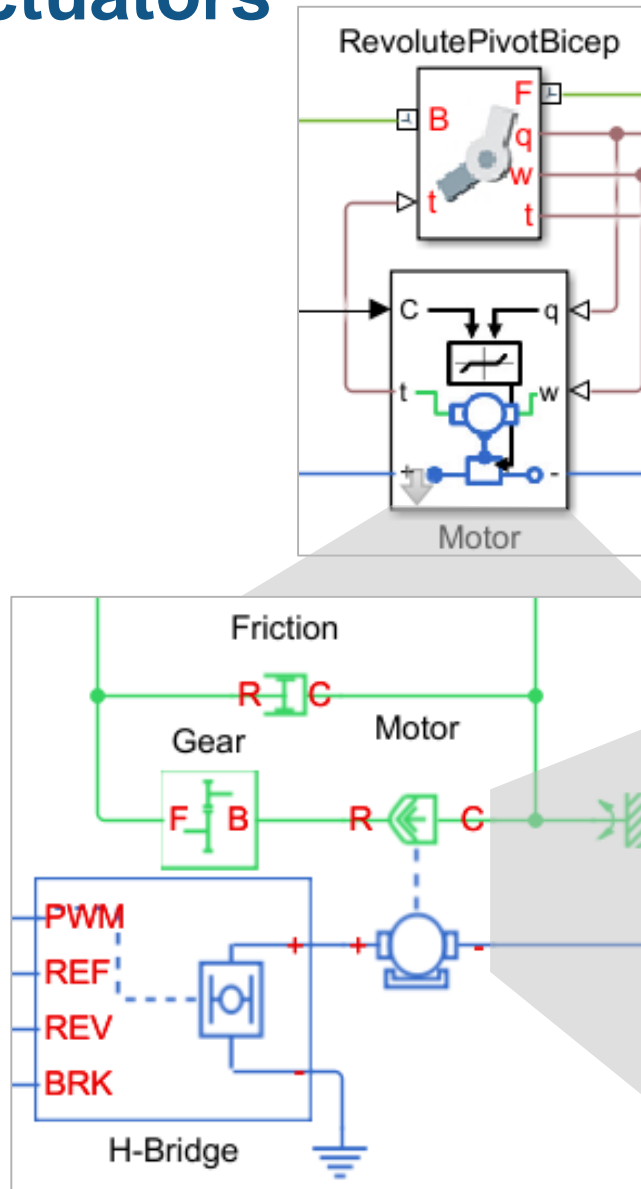 ctuators
RevolutePivotBicep
F
B
q
w
t
t
C
q
t
w
+
-
Motor
Friction
R C
Gear
Motor
F B
R C
PWM
+ + -
REF
REV
BRK
-
H-Bridge